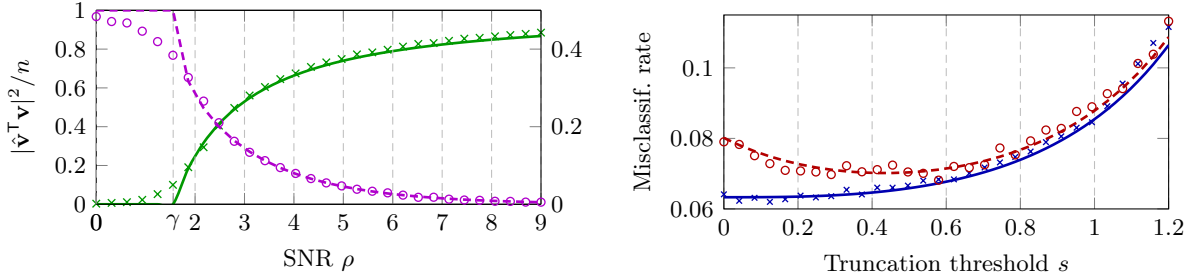 1
0.8
0.6
0.4
0.2
0
|v̂ᵀv|²/n
0.4
0.2
0
0 γ 2 3 4 5 6 7 8 9
SNR ρ
0.1
0.08
0.06
Misclassif. rate
0 0.2 0.4 0.6 0.8 1 1.2
Truncation threshold s